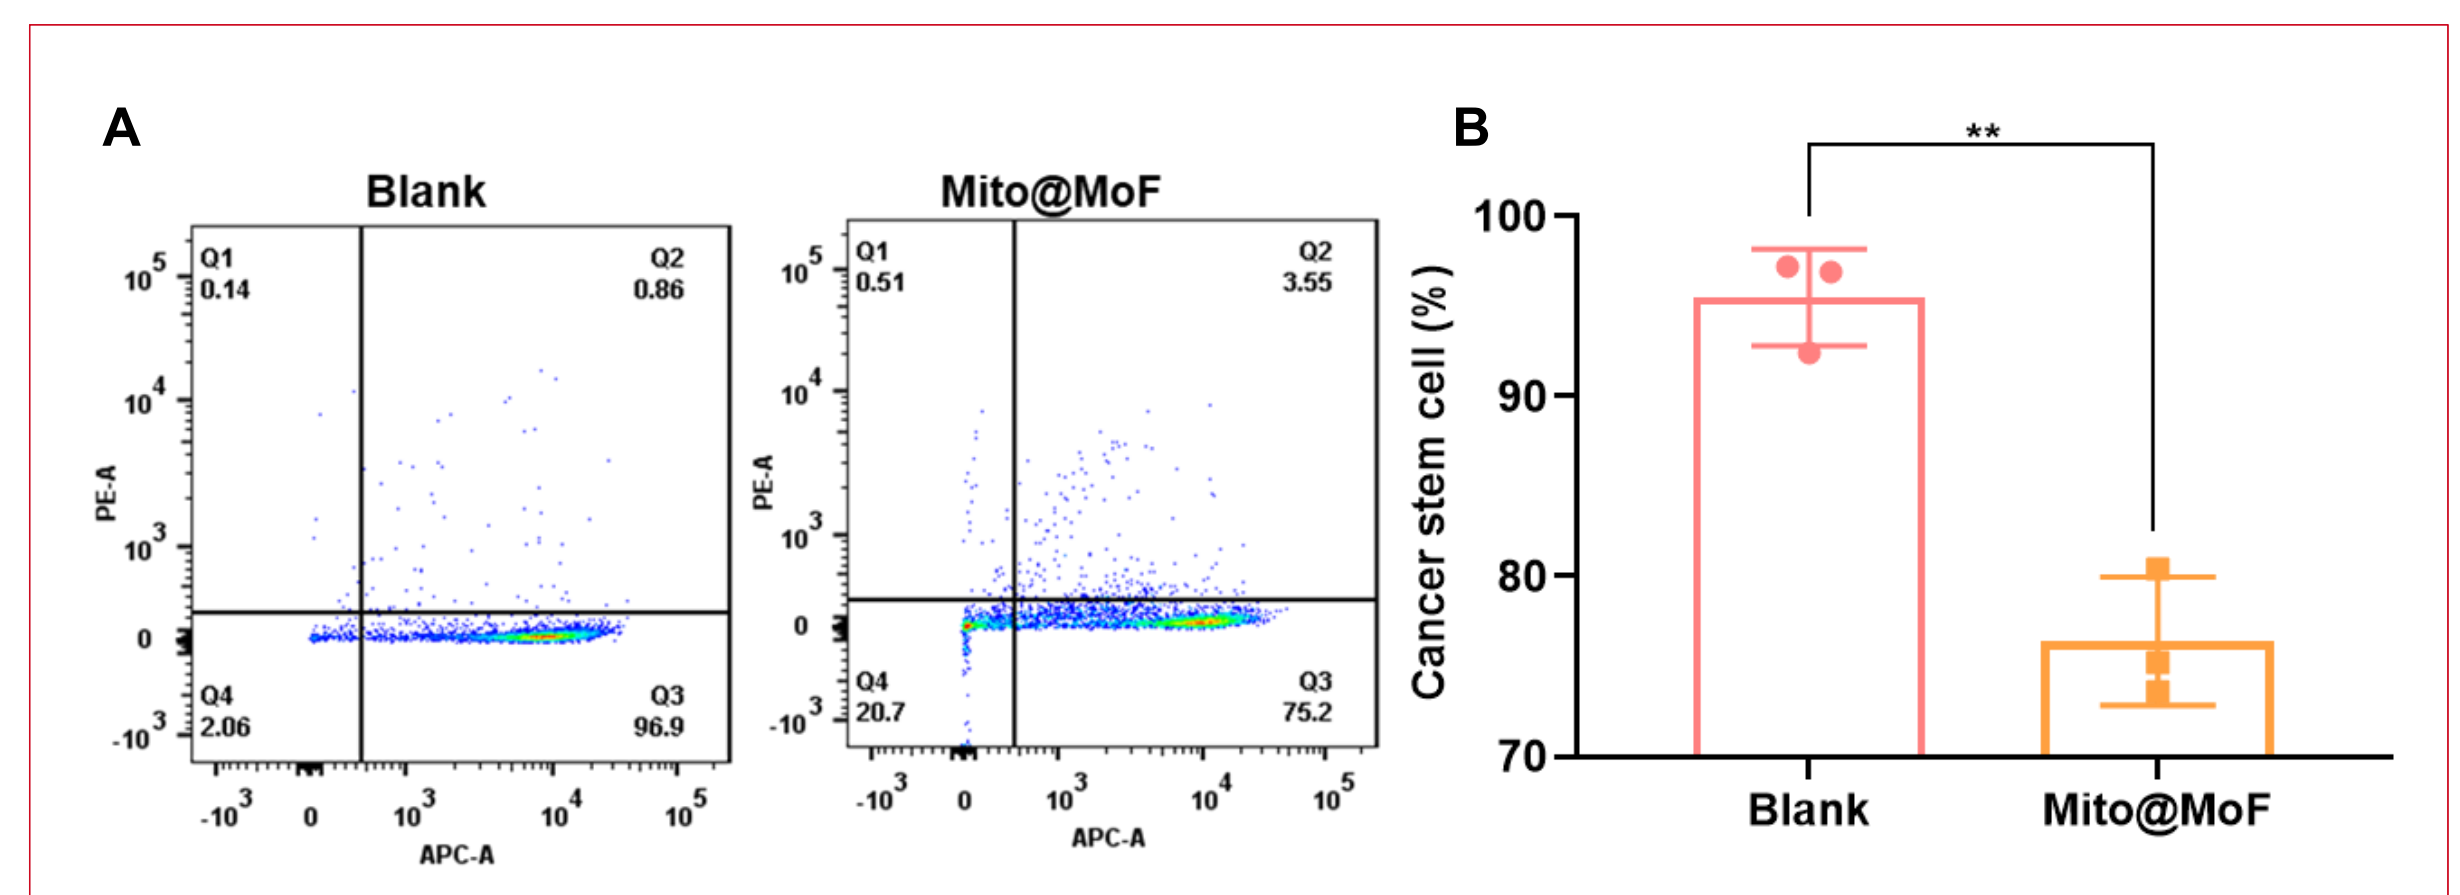 A
Blank
Q1
0.14
Q2
0.86
10^5
10^4
10^3
0
-10^3
PE-A
Q4
2.06
Q3
96.9
-10^3 0 10^3 10^4 10^5
APC-A
Mito@MoF
Q1
0.51
Q2
3.55
10^5
10^4
10^3
0
-10^3
PE-A
Q4
20.7
Q3
75.2
-10^3 0 10^3 10^4 10^5
APC-A
B
**
Cancer stem cell (%)
100
90
80
70
Blank Mito@MoF